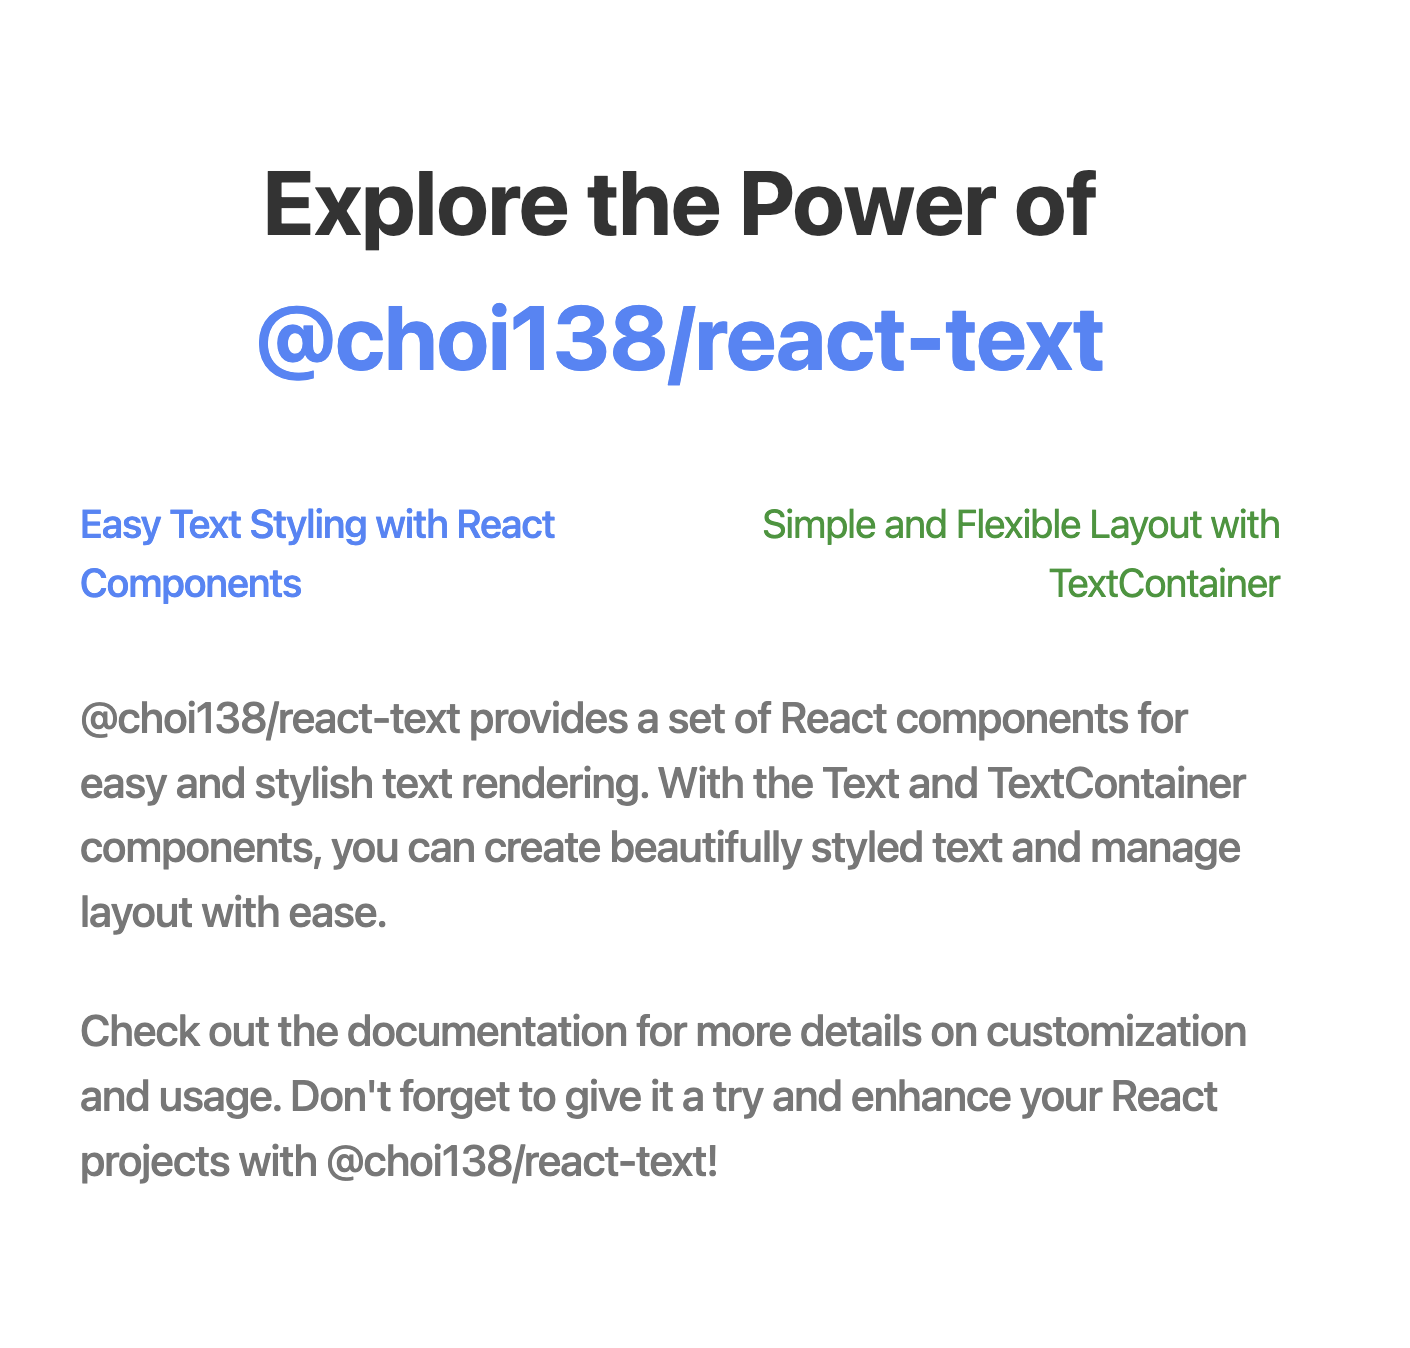 Explore the Power of
@choi138/react-text
Easy Text Styling with React
Components
Simple and Flexible Layout with
TextContainer
@choi138/react-text provides a set of React components for
easy and stylish text rendering. With the Text and TextContainer
components, you can create beautifully styled text and manage
layout with ease.
Check out the documentation for more details on customization
and usage. Don't forget to give it a try and enhance your React
projects with @choi138/react-text!